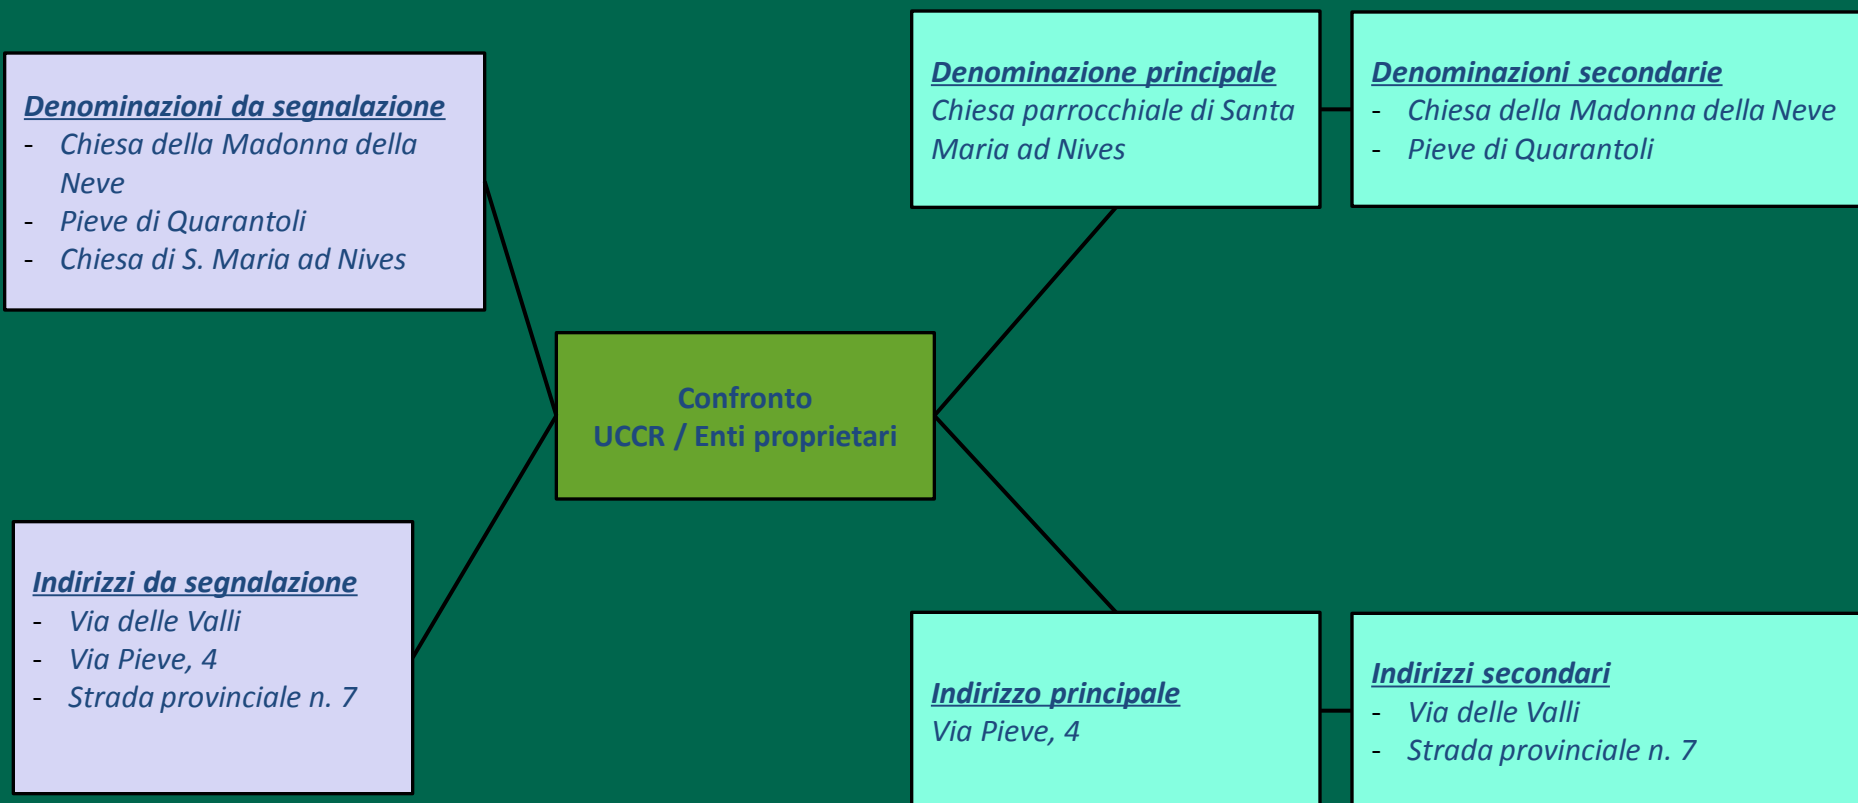 Denominazioni da segnalazione
- Chiesa della Madonna della
Neve
- Pieve di Quarantoli
- Chiesa di S. Maria ad Nives
Indirizzi da segnalazione
- Via delle Valli
- Via Pieve, 4
- Strada provinciale n. 7
Confronto
UCCR / Enti proprietari
Denominazione principale
Chiesa parrocchiale di Santa
Maria ad Nives
Denominazioni secondarie
- Chiesa della Madonna della Neve
- Pieve di Quarantoli
Indirizzo principale
Via Pieve, 4
Indirizzi secondari
- Via delle Valli
- Strada provinciale n. 7